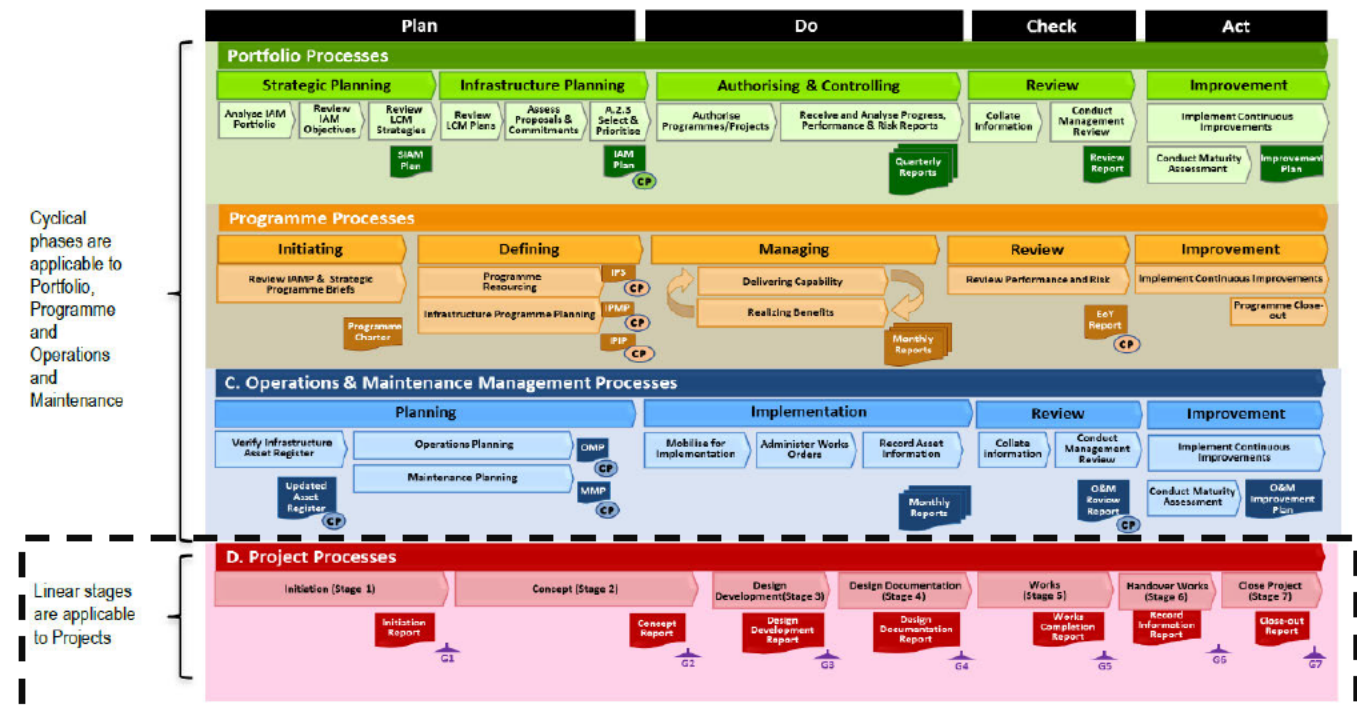 Plan
Do
Check
Act
Portfolio Processes
Strategic Planning
Infrastructure Planning
Authorising & Controlling
Review
Improvement
Analyse IAM
Portfolio
Review
IAM
Objectives
Review
LCM
Strategies
Review
LCM Plans
Assess
Proposals &
Commitments
A.2.5
Select &
Prioritise
Authorise
Programmes/Projects
Receive and Analyse Progress,
Performance & Risk Reports
Collate
Information
Conduct
Management
Review
Implement Continuous
Improvements
SIAM
Plan
IAM
Plan
CP
Quarterly
Reports
Review
Report
Conduct Maturity
Assessment
Improvement
Plan
Cyclical
phases are
applicable to
Portfolio,
Programme
and
Operations
and
Maintenance
Programme Processes
Initiating
Defining
Managing
Review
Improvement
Review IAMP & Strategic
Programme Briefs
Programme
Resourcing
IPS
CP
Delivering Capability
Review Performance and Risk
Implement Continuous Improvements
Infrastructure Programme Planning
IPMP
CP
Realizing Benefits
Programme Close-
out
Programme
Charter
IPIP
CP
Monthly
Reports
EoY
Report
CP
C. Operations & Maintenance Management Processes
Planning
Implementation
Review
Improvement
Verify Infrastructure
Asset Register
Operations Planning
OMP
CP
Mobilise for
Implementation
Administer Works
Orders
Record Asset
Information
Collate
Information
Conduct
Management
Review
Implement Continuous
Improvements
Maintenance Planning
MMP
CP
Updated
Asset
Register
CP
Monthly
Reports
O&M
Review
Report
CP
Conduct Maturity
Assessment
O&M
Improvement
Plan
Linear stages
are applicable
to Projects
D. Project Processes
Initiation (Stage 1)
Concept (Stage 2)
Design
Development(Stage 3)
Design Documentation
(Stage 4)
Works
(Stage 5)
Handover Works
(Stage 6)
Close Project
(Stage 7)
Initiation
Report
G1
Concept
Report
G2
Design
Development
Report
G3
Design
Documentation
Report
G4
Works
Completion
Report
G5
Record
Information
Report
G6
Close-out
Report
G7